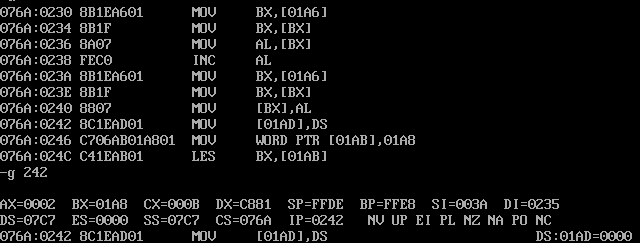 076A:0230 8B1EA601 MOV BX,[01A6]
076A:0234 8B1F MOV BX,[BX]
076A:0236 8A07 MOV AL,[BX]
076A:0238 FEC0 INC AL
076A:023A 8B1EA601 MOV BX,[01A6]
076A:023E 8B1F MOV BX,[BX]
076A:0240 8807 MOV [BX],AL
076A:0242 8C1EAD01 MOV [01AD],DS
076A:0246 C706AB01A801 MOV WORD PTR [01AB],01A8
076A:024C C41EAB01 LES BX,[01AB]
-g 242
AX=0002 BX=01A8 CX=000B DX=C881 SP=FFDE BP=FFE8 SI=003A DI=0235
DS=07C7 ES=0000 SS=07C7 CS=076A IP=0242 NV UP EI PL NZ NA PO NC
076A:0242 8C1EAD01 MOV [01AD],DS DS:01AD=0000